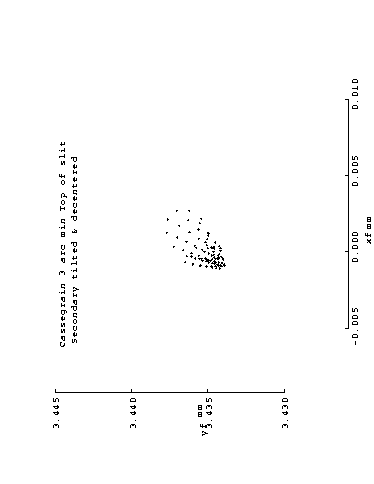 Cassegrain 3 arc min Top of slit
Secondary tilted & decentered
0.010
0.005
0.000
-0.005
xf mm
3.445
3.440
3.435
3.430
yf mm